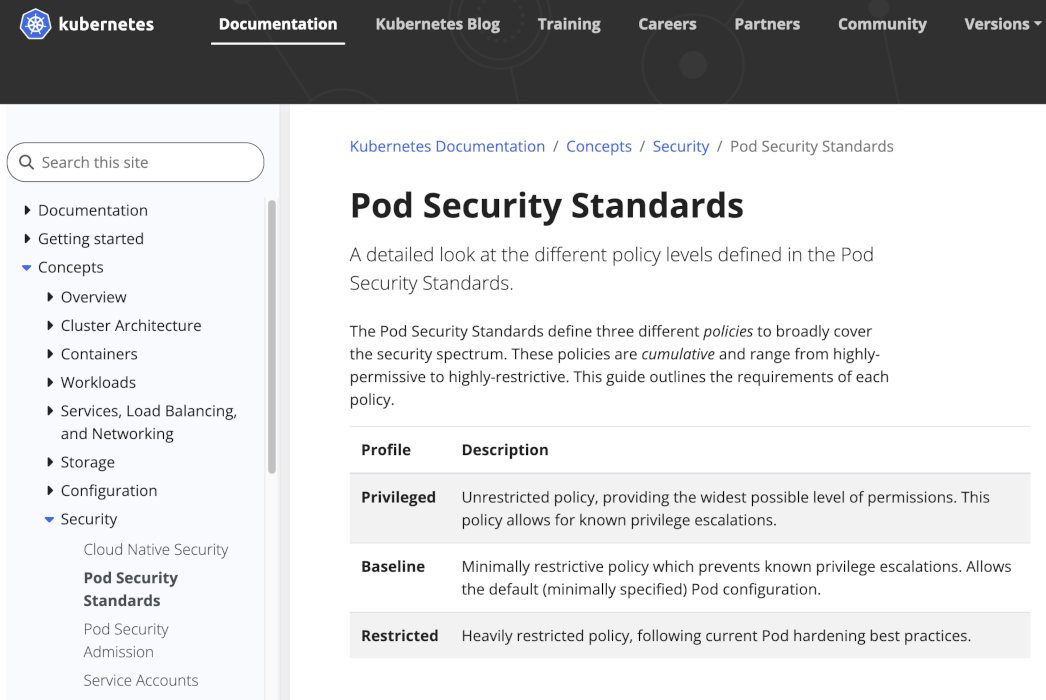 kubernetes
Documentation
Kubernetes Blog
Training
Careers
Partners
Community
Versions
Search this site
Documentation
Getting started
Concepts
Overview
Cluster Architecture
Containers
Workloads
Services, Load Balancing,
and Networking
Storage
Configuration
Security
Cloud Native Security
Pod Security
Standards
Pod Security
Admission
Service Accounts
Kubernetes Documentation / Concepts / Security / Pod Security Standards
Pod Security Standards
A detailed look at the different policy levels defined in the Pod
Security Standards.
The Pod Security Standards define three different policies to broadly cover
the security spectrum. These policies are cumulative and range from highly-
permissive to highly-restrictive. This guide outlines the requirements of each
policy.
Profile Description
Privileged Unrestricted policy, providing the widest possible level of permissions. This
policy allows for known privilege escalations.
Baseline Minimally restrictive policy which prevents known privilege escalations. Allows
the default (minimally specified) Pod configuration.
Restricted Heavily restricted policy, following current Pod hardening best practices.